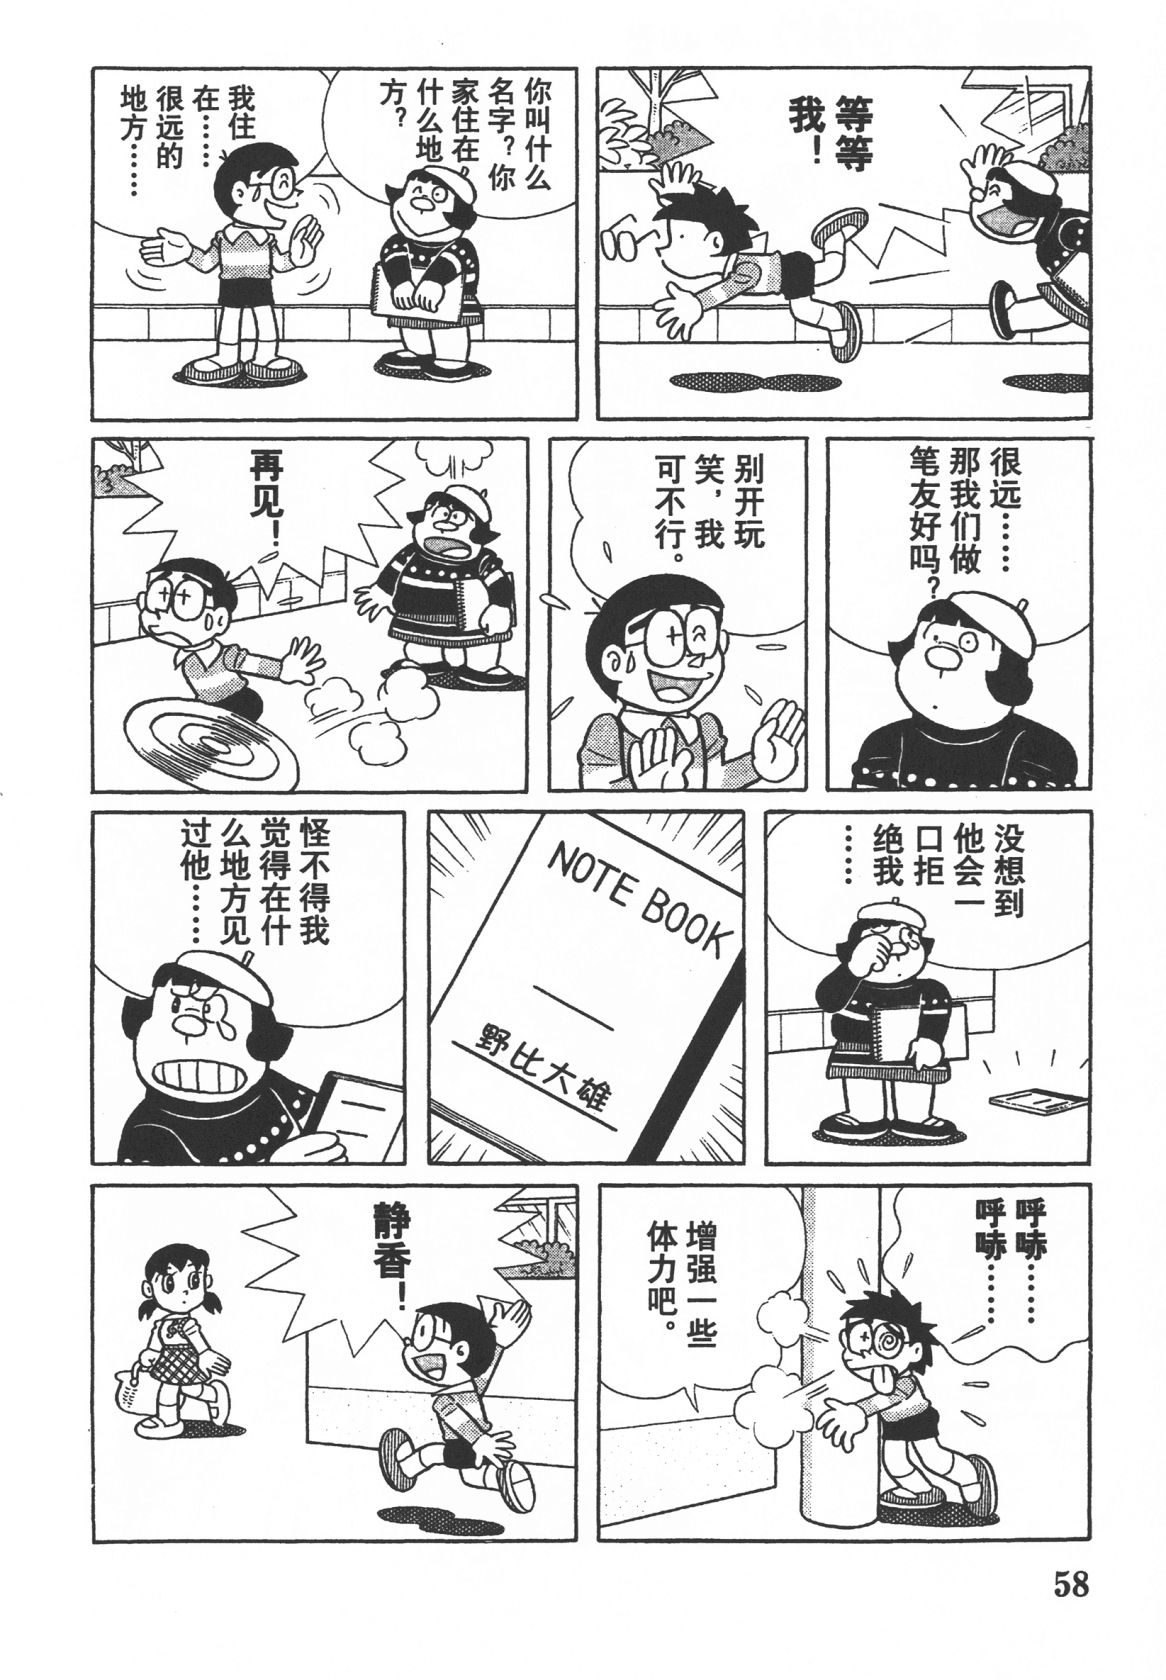 等等
我！
你叫什么
名字？你
家住在
什么地
方？
我住
在……
很远的
地方……
很远……
那我们做
笔友好吗？
别开玩
笑，我
可不行。
再见！
没想到
他会一
口拒
绝我
……
NOTE BOOK
野比大雄
怪不得我
觉得在什
么地方见
过他……
呼哧……
呼哧……
增强一些
体力吧。
静香！
58